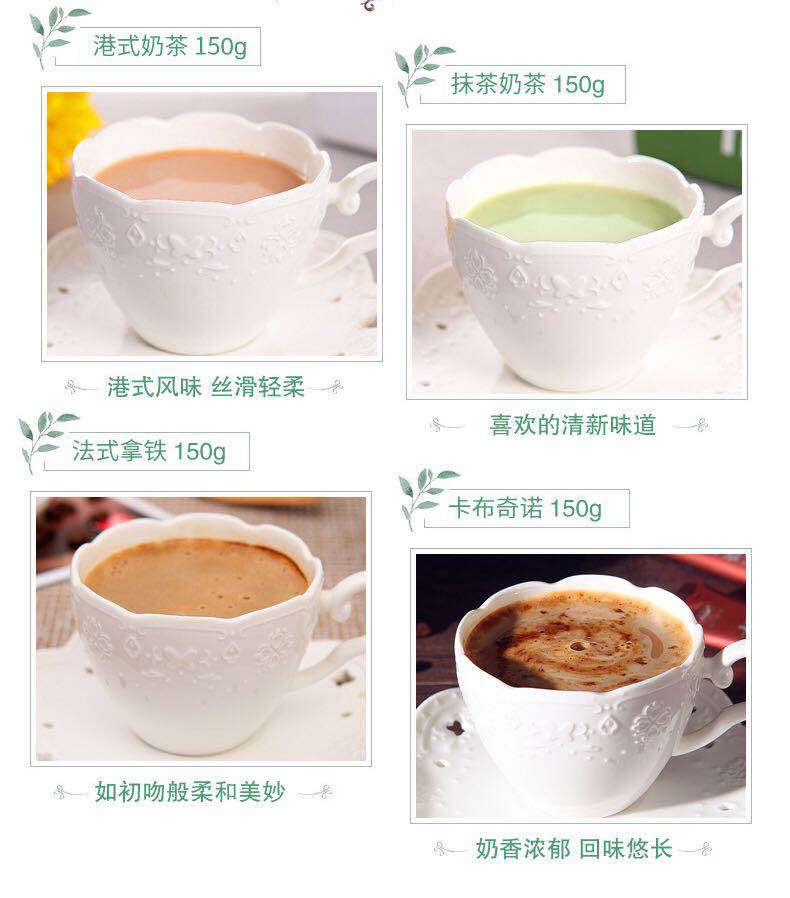 港式奶茶 150g
抹茶奶茶 150g
港式风味 丝滑轻柔
喜欢的清新味道
法式拿铁 150g
卡布奇诺 150g
如初吻般柔和美妙
奶香浓郁 回味悠长